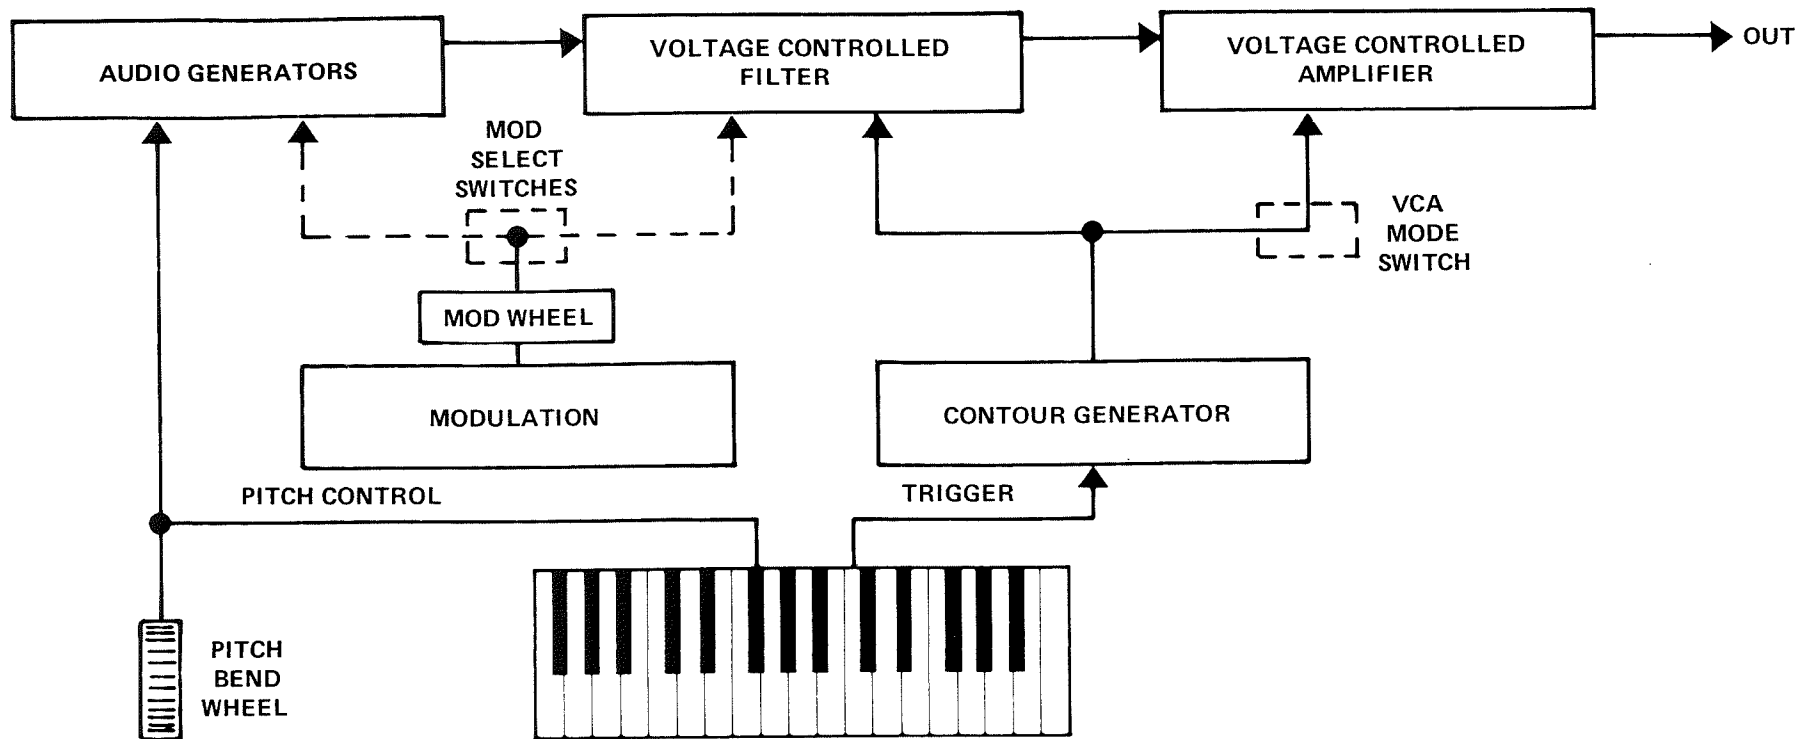 AUDIO GENERATORS
VOLTAGE CONTROLLED
FILTER
VOLTAGE CONTROLLED
AMPLIFIER
OUT
MOD
SELECT
SWITCHES
VCA
MODE
SWITCH
MOD WHEEL
MODULATION
CONTOUR GENERATOR
PITCH CONTROL
TRIGGER
PITCH
BEND
WHEEL